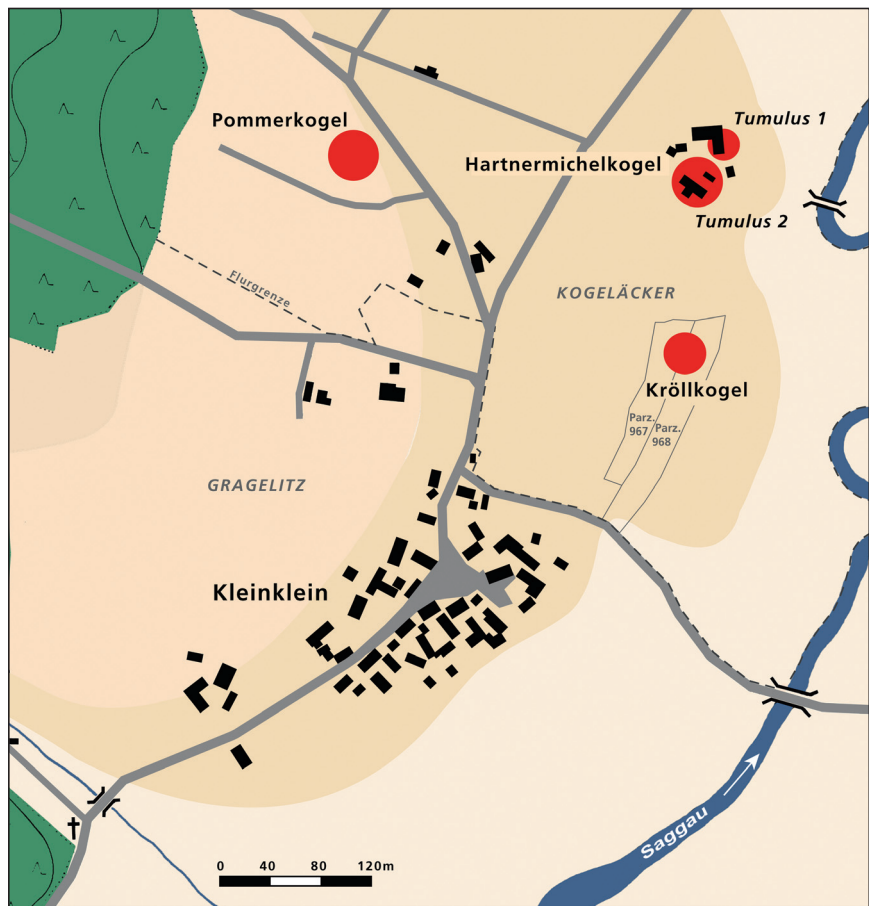 Pommerkogel
Tumulus 1
Hartnermichelkogel
Tumulus 2
Flurgrenze
KOGELÄCKER
Kröllkogel
Parz.
967
Parz.
968
GRAGELITZ
Kleinklein
Saggau
0 40 80 120m